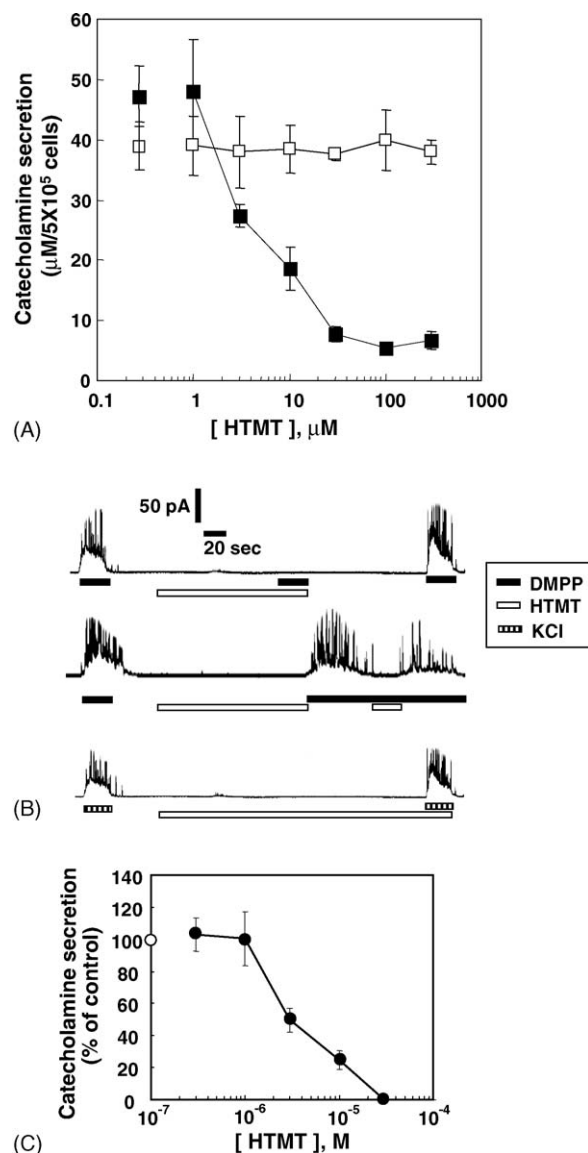 60
50
40
30
20
10
0
Catecholamine secretion
(μM/5X10⁵ cells)
0.1 1 10 100 1000
[ HTMT ], μM
(A)
50 pA
20 sec
DMPP
HTMT
KCl
(B)
140
120
100
80
60
40
20
0
Catecholamine secretion
(% of control)
10⁻⁷ 10⁻⁶ 10⁻⁵ 10⁻⁴
[ HTMT ], M
(C)